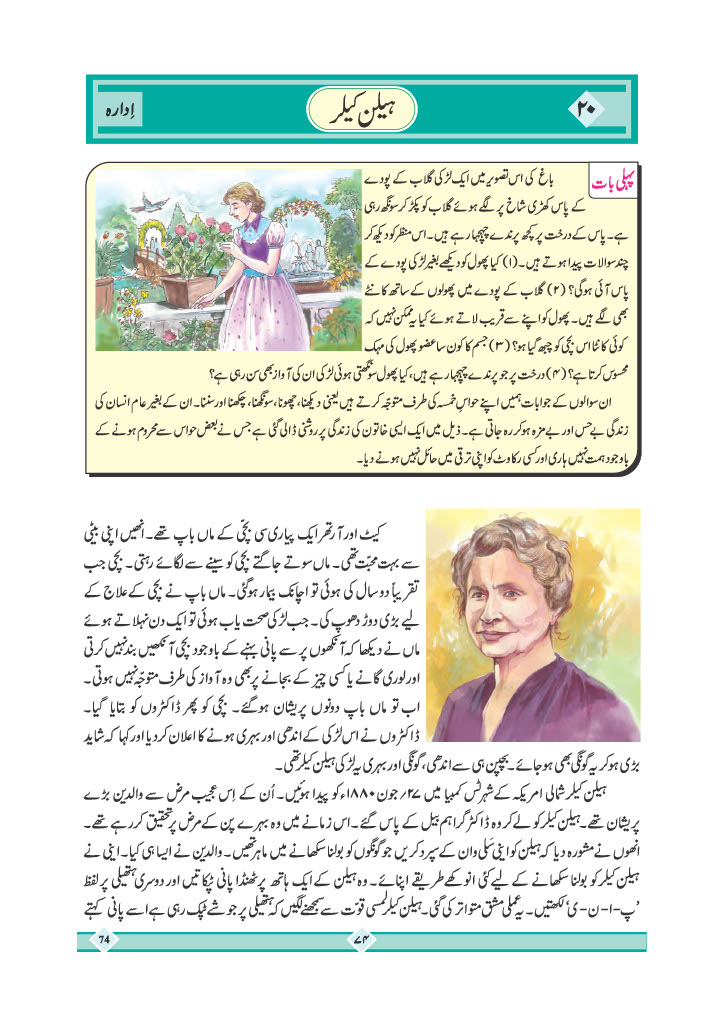 ۲۰
ہیلن کیلر
اِدارہ
پہلی بات
باغ کی اس تصویر میں ایک لڑکی گلاب کے پودے
کے پاس کھڑی شاخ پر لگے ہوئے گلاب کو پکڑ کر سونگھ رہی
ہے۔ پاس کے درخت پر کچھ پرندے چہچہا رہے ہیں۔ اس منظر کو دیکھ کر
چند سوالات پیدا ہوتے ہیں۔ (۱) کیا پھول کو دیکھے بغیر لڑکی پودے کے
پاس آئی ہوگی؟ (۲) گلاب کے پودے میں پھولوں کے ساتھ کانٹے
بھی لگے ہیں۔ پھول کو اپنے سے قریب لاتے ہوئے کیا یہ ممکن نہیں کہ
کوئی کانٹا اس بچی کو چبھ گیا ہو؟ (۳) جسم کا کون سا عضو پھول کی مہک
محسوس کرتا ہے؟ (۴) درخت پر جو پرندے چہچہا رہے ہیں، کیا پھول سونگھتی ہوئی لڑکی ان کی آواز بھی سن رہی ہے؟
ان سوالوں کے جوابات ہمیں اپنے حواسِ خمسہ کی طرف متوجّہ کرتے ہیں یعنی دیکھنا، چھونا، سونگھنا، چکھنا اور سننا۔ ان کے بغیر عام انسان کی
زندگی بے حس اور بے مزہ ہو کر رہ جاتی ہے۔ ذیل میں ایک ایسی خاتون کی زندگی پر روشنی ڈالی گئی ہے جس نے بعض حواس سے محروم ہونے کے
باوجود ہمت نہیں ہاری اور کسی رکاوٹ کو اپنی ترقی میں حائل نہیں ہونے دیا۔
کیٹ اور آرتھر ایک پیاری سی بچّی کے ماں باپ تھے۔ انھیں اپنی بیٹی
سے بہت محبّت تھی۔ ماں سوتے جاگتے بچّی کو سینے سے لگائے رہتی۔ بچّی جب
تقریباً دو سال کی ہوئی تو اچانک بیمار ہوگئی۔ ماں باپ نے بچّی کے علاج کے
لیے بڑی دوڑ دھوپ کی۔ جب لڑکی صحت یاب ہوئی تو ایک دن نہلاتے ہوئے
ماں نے دیکھا کہ آنکھوں پر سے پانی بہنے کے باوجود بچّی آنکھیں بند نہیں کرتی
اور لوری گانے یا کسی چیز کے بجانے پر بھی وہ آواز کی طرف متوجّہ نہیں ہوتی۔
اب تو ماں باپ دونوں پریشان ہوگئے۔ بچّی کو پھر ڈاکٹروں کو بتایا گیا۔
ڈاکٹروں نے اس لڑکی کے اندھی اور بہری ہونے کا اعلان کردیا اور کہا کہ شاید
بڑی ہو کر یہ گونگی بھی ہو جائے۔ بچپن ہی سے اندھی، گونگی اور بہری یہ لڑکی ہیلن کیلر تھی۔
ہیلن کیلر شمالی امریکہ کے شہر ٹس کمبیا میں ۲۷؍ جون ۱۸۸۰ء کو پیدا ہوئیں۔ اُن کے اِس عجیب مرض سے والدین بڑے
پریشان تھے۔ ہیلن کیلر کو لے کر وہ ڈاکٹر گراہم بیل کے پاس گئے۔ اس زمانے میں وہ بہرے پن کے مرض پر تحقیق کررہے تھے۔
انھوں نے مشورہ دیا کہ ہیلن کو اینی سَلی وان کے سپرد کریں جو گونگوں کو بولنا سکھانے میں ماہر تھیں۔ والدین نے ایسا ہی کیا۔ اینی نے
ہیلن کیلر کو بولنا سکھانے کے لیے کئی انوکھے طریقے اپنائے۔ وہ ہیلن کے ایک ہاتھ پر ٹھنڈا پانی ٹپکاتیں اور دوسری ہتھیلی پر لفظ
’پ-ا-ن-ی‘ لکھتیں۔ یہ عملی مشق متواتر کی گئی۔ ہیلن کیلر لمسی قوّت سے سمجھنے لگیں کہ ہتھیلی پر جو شے ٹپک رہی ہے اسے پانی کہتے
74
۷۴